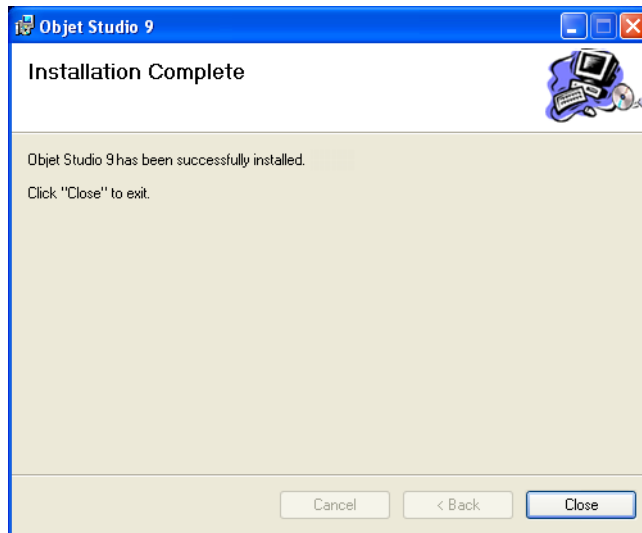 Objet Studio 9
Installation Complete
Objet Studio 9 has been successfully installed.
Click "Close" to exit.
Cancel
< Back
Close